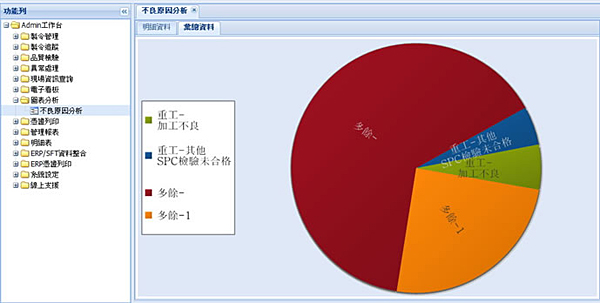 功能列
Admin工作台
製令管理
製令追蹤
品質檢驗
異常處理
現場資訊查詢
電子看板
圖表分析
不良原因分析
憑證列印
管理報表
明細表
ERP/SFT資料整合
ERP憑證列印
系統設定
線上支援
不良原因分析
明細資料
彙總資料
重工-
加工不良
重工-其他
SPC檢驗未合格
多餘-
多餘-1
多餘-
重工-其他
SPC檢驗未合格
重工-
加工不良
多餘-1